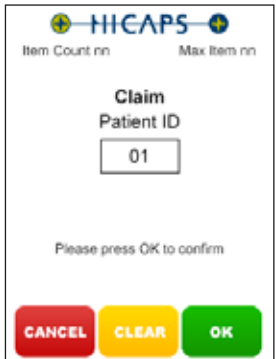 HICAPS
Item Count nn Max Item nn
Claim
Patient ID
01
Please press OK to confirm
CANCEL CLEAR OK